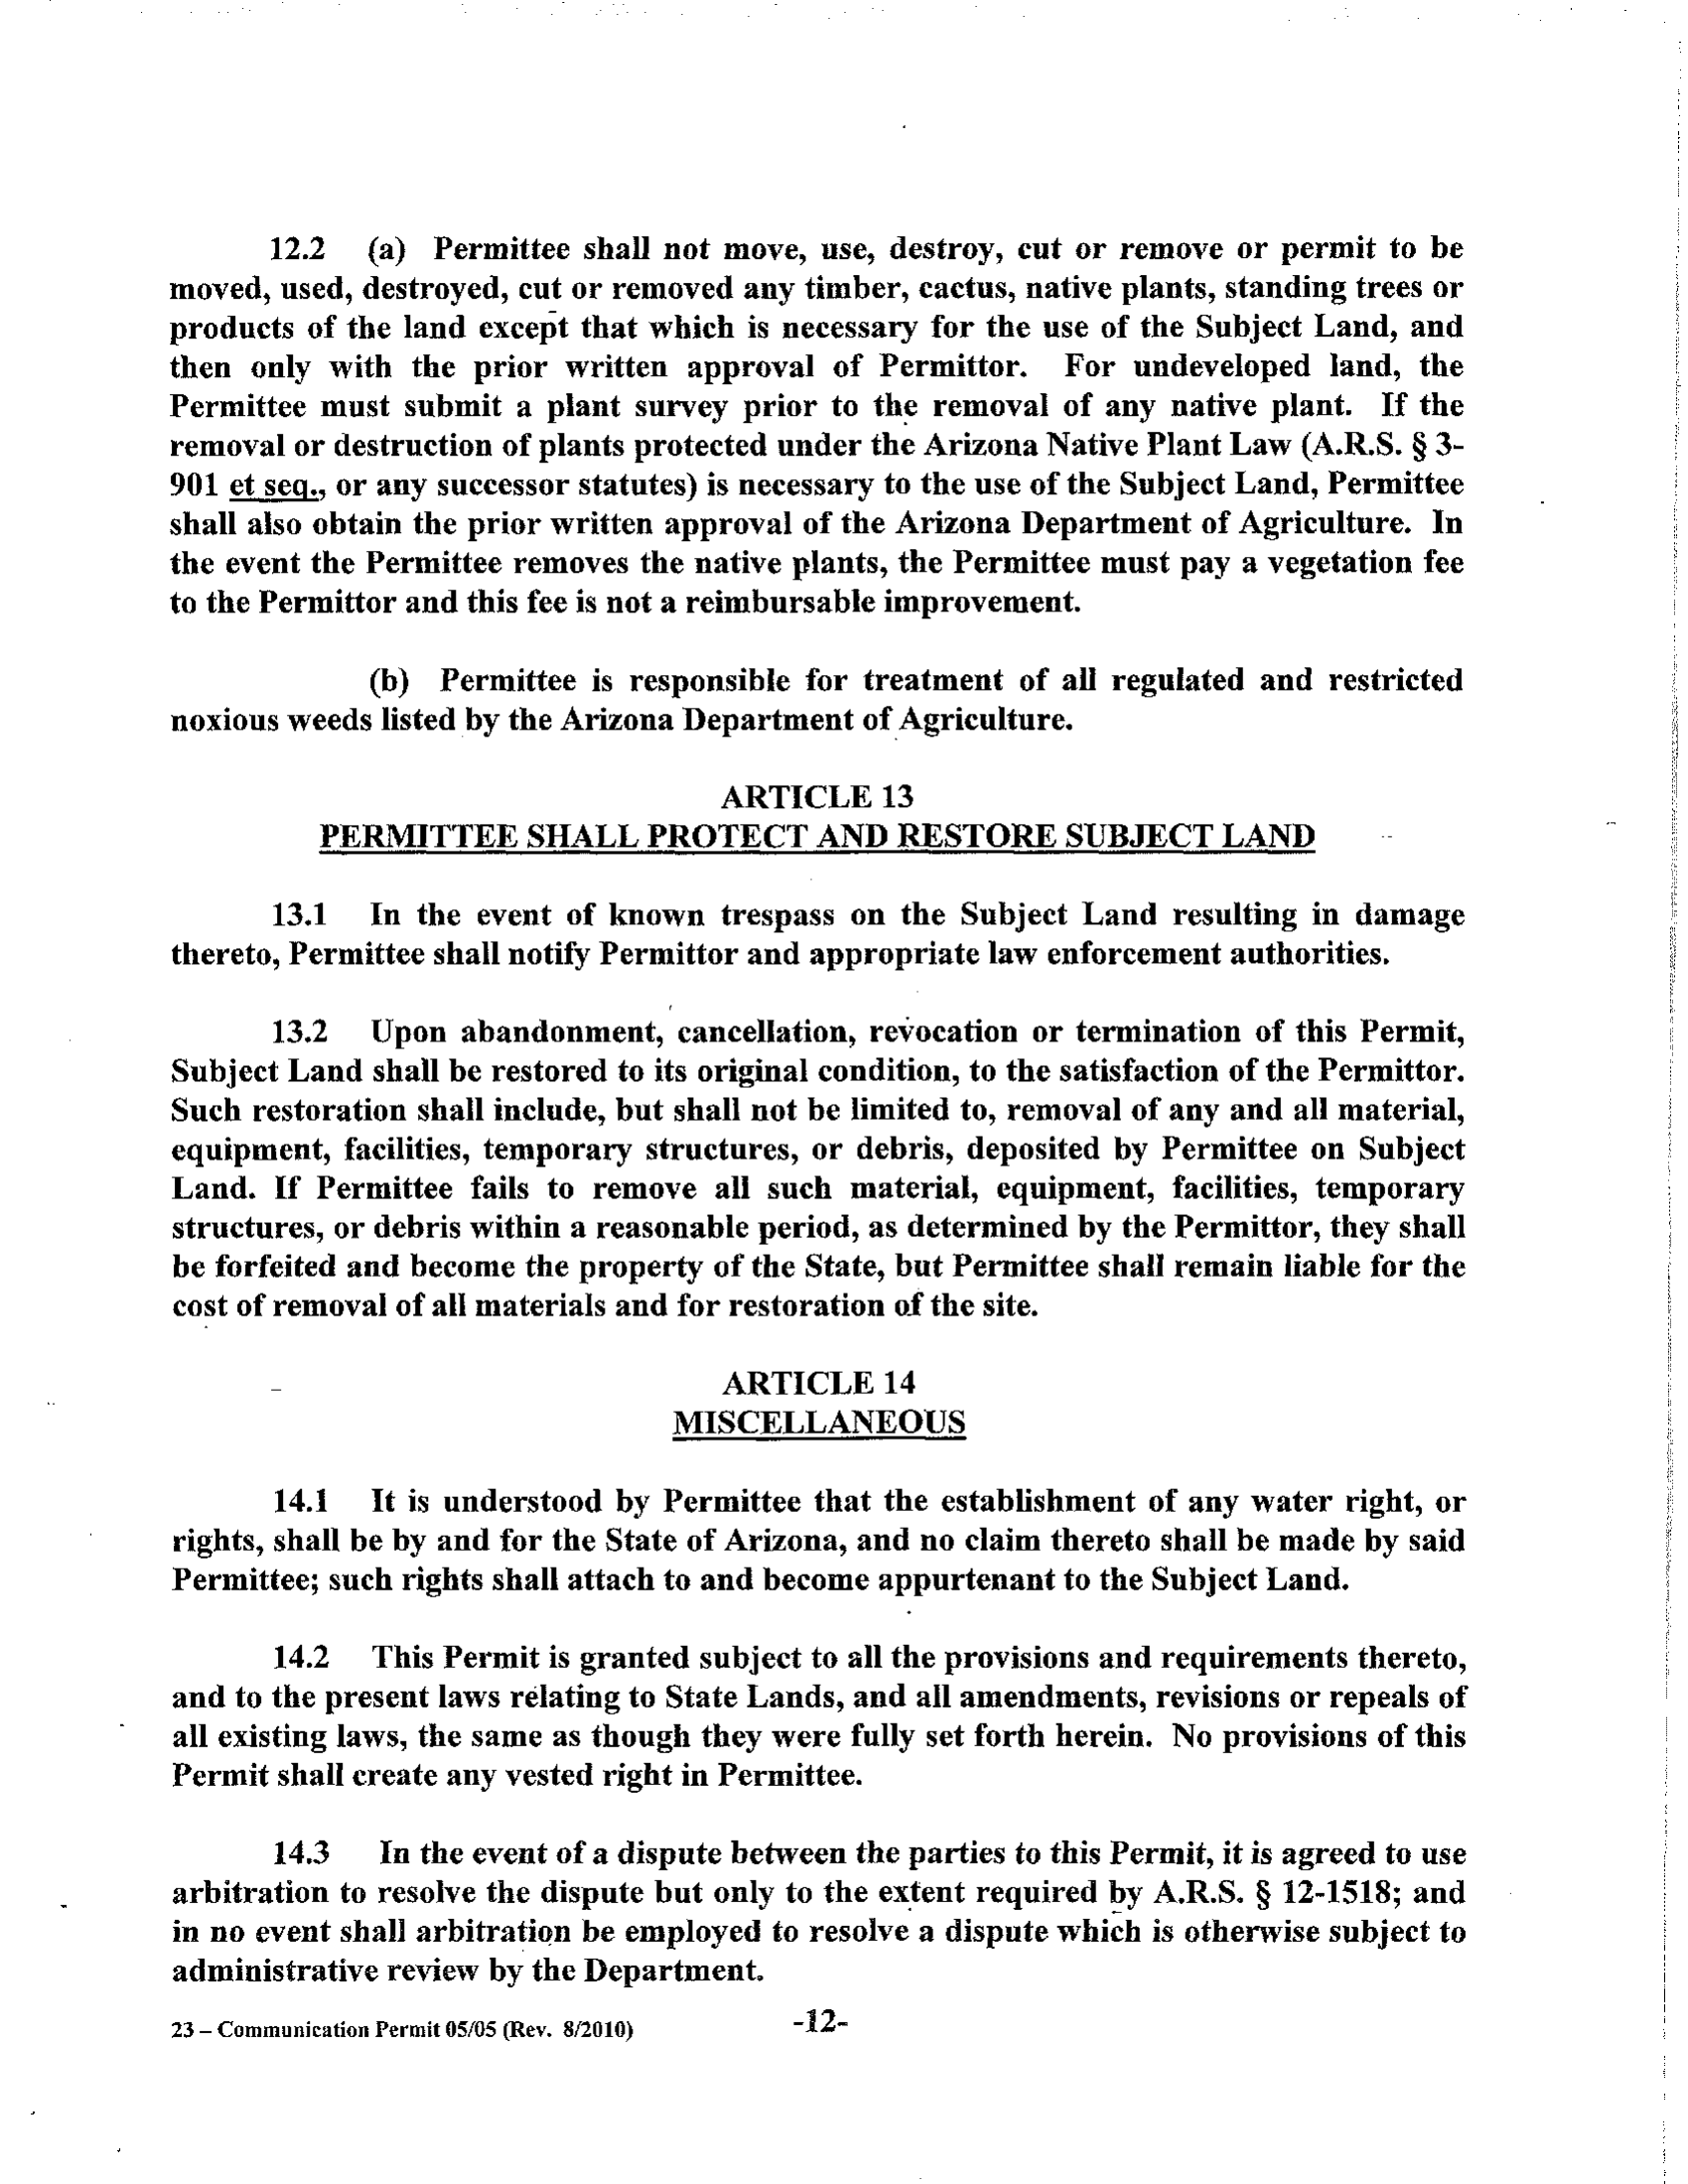 12.2 (a) Permittee shall not move, use, destroy, cut or remove or permit to be
moved, used, destroyed, cut or removed any timber, cactus, native plants, standing trees or
products of the land except that which is necessary for the use of the Subject Land, and
then only with the prior written approval of Permittor. For undeveloped land, the
Permittee must submit a plant survey prior to the removal of any native plant. If the
removal or destruction of plants protected under the Arizona Native Plant Law (A.R.S. § 3-
901 et seq., or any successor statutes) is necessary to the use of the Subject Land, Permittee
shall also obtain the prior written approval of the Arizona Department of Agriculture. In
the event the Permittee removes the native plants, the Permittee must pay a vegetation fee
to the Permittor and this fee is not a reimbursable improvement.
(b) Permittee is responsible for treatment of all regulated and restricted
noxious weeds listed by the Arizona Department of Agriculture.
ARTICLE 13
PERMITTEE SHALL PROTECT AND RESTORE SUBJECT LAND
13.1 In the event of known trespass on the Subject Land resulting in damage
thereto, Permittee shall notify Permittor and appropriate law enforcement authorities.
13.2 Upon abandonment, cancellation, revocation or termination of this Permit,
Subject Land shall be restored to its original condition, to the satisfaction of the Permittor.
Such restoration shall include, but shall not be limited to, removal of any and all material,
equipment, facilities, temporary structures, or debris, deposited by Permittee on Subject
Land. If Permittee fails to remove all such material, equipment, facilities, temporary
structures, or debris within a reasonable period, as determined by the Permittor, they shall
be forfeited and become the property of the State, but Permittee shall remain liable for the
cost of removal of all materials and for restoration of the site.
ARTICLE 14
MISCELLANEOUS
14.1 It is understood by Permittee that the establishment of any water right, or
rights, shall be by and for the State of Arizona, and no claim thereto shall be made by said
Permittee; such rights shall attach to and become appurtenant to the Subject Land.
14.2 This Permit is granted subject to all the provisions and requirements thereto,
and to the present laws relating to State Lands, and all amendments, revisions or repeals of
all existing laws, the same as though they were fully set forth herein. No provisions of this
Permit shall create any vested right in Permittee.
14.3 In the event of a dispute between the parties to this Permit, it is agreed to use
arbitration to resolve the dispute but only to the extent required by A.R.S. § 12-1518; and
in no event shall arbitration be employed to resolve a dispute which is otherwise subject to
administrative review by the Department.
23 – Communication Permit 05/05 (Rev. 8/2010) -12-